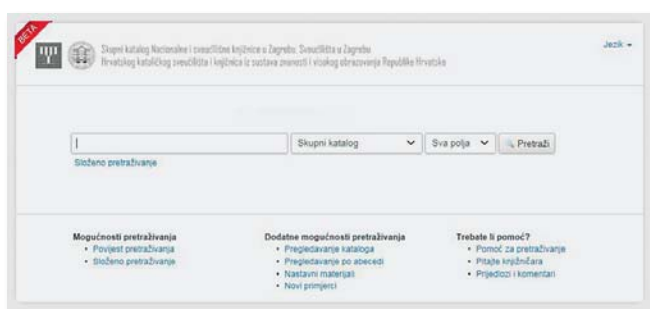 BETA
Skupni katalog Nacionalne i sveučilišne knjižnice u Zagrebu, Sveučilišta u Zagrebu
Hrvatskog katoličkog sveučilišta i knjižnica iz sustava znanosti i visokog obrazovanja Republike Hrvatske
Jezik
Skupni katalog
Sva polja
Pretraži
Složeno pretraživanje
Mogućnosti pretraživanja
Povijest pretraživanja
Složeno pretraživanje
Dodatne mogućnosti pretraživanja
Pregledavanje kataloga
Pregledavanje po abecedi
Nastavni materijali
Novi primjerci
Trebate li pomoć?
Pomoć za pretraživanje
Pitajte knjižničara
Prijedlozi i komentari